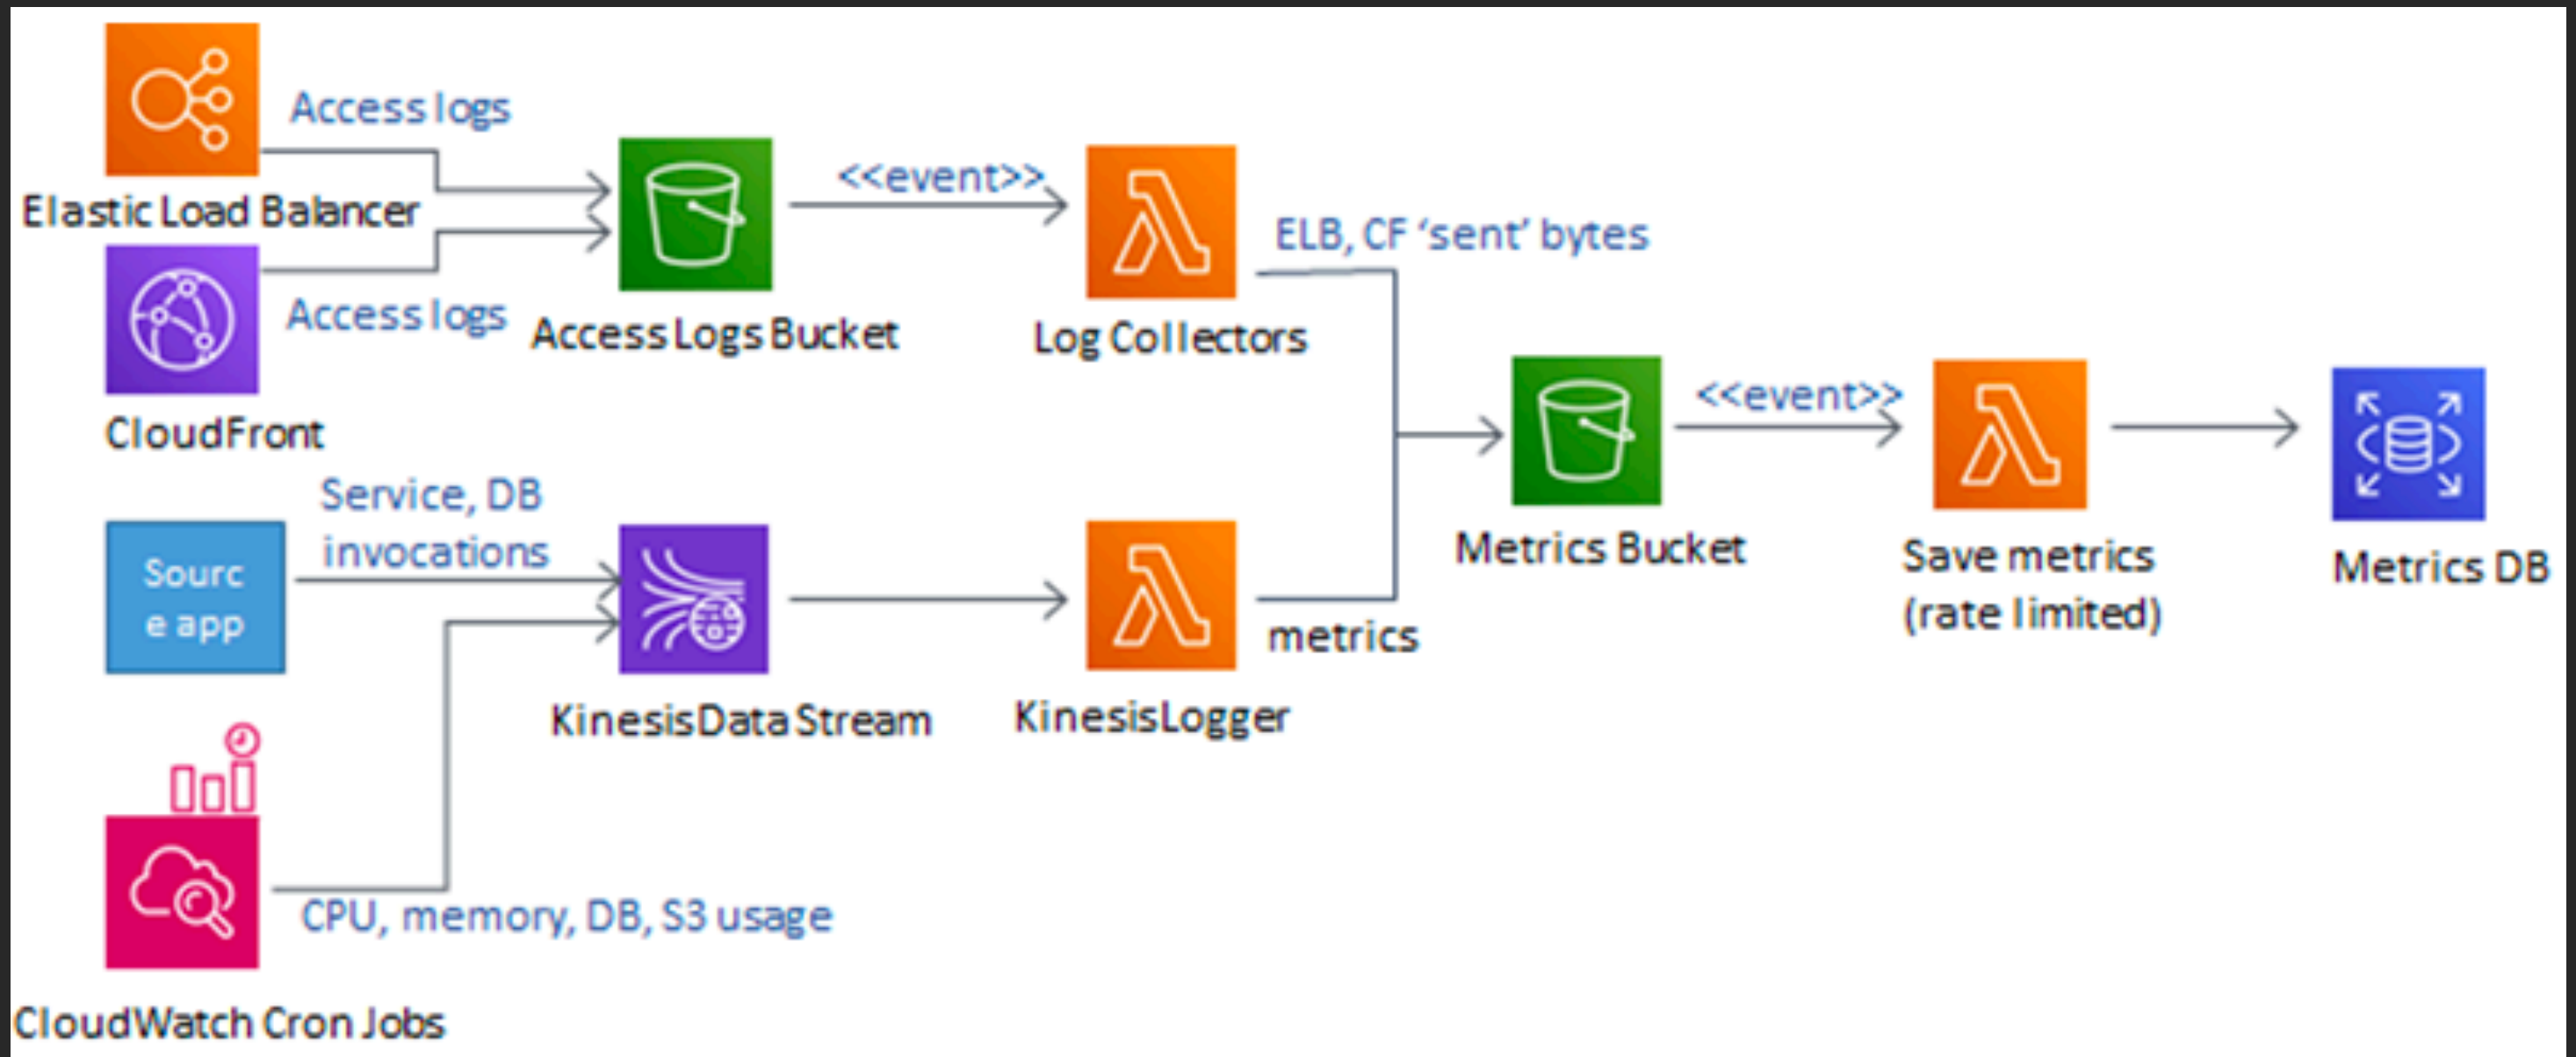 Access logs
Elastic Load Balancer
Access logs
CloudFront
Access Logs Bucket
<<event>>
Log Collectors
ELB, CF ‘sent’ bytes
Service, DB
invocations
Sourc
e app
Kinesis Data Stream
KinesisLogger
metrics
CPU, memory, DB, S3 usage
CloudWatch Cron Jobs
Metrics Bucket
<<event>>
Save metrics
(rate limited)
Metrics DB